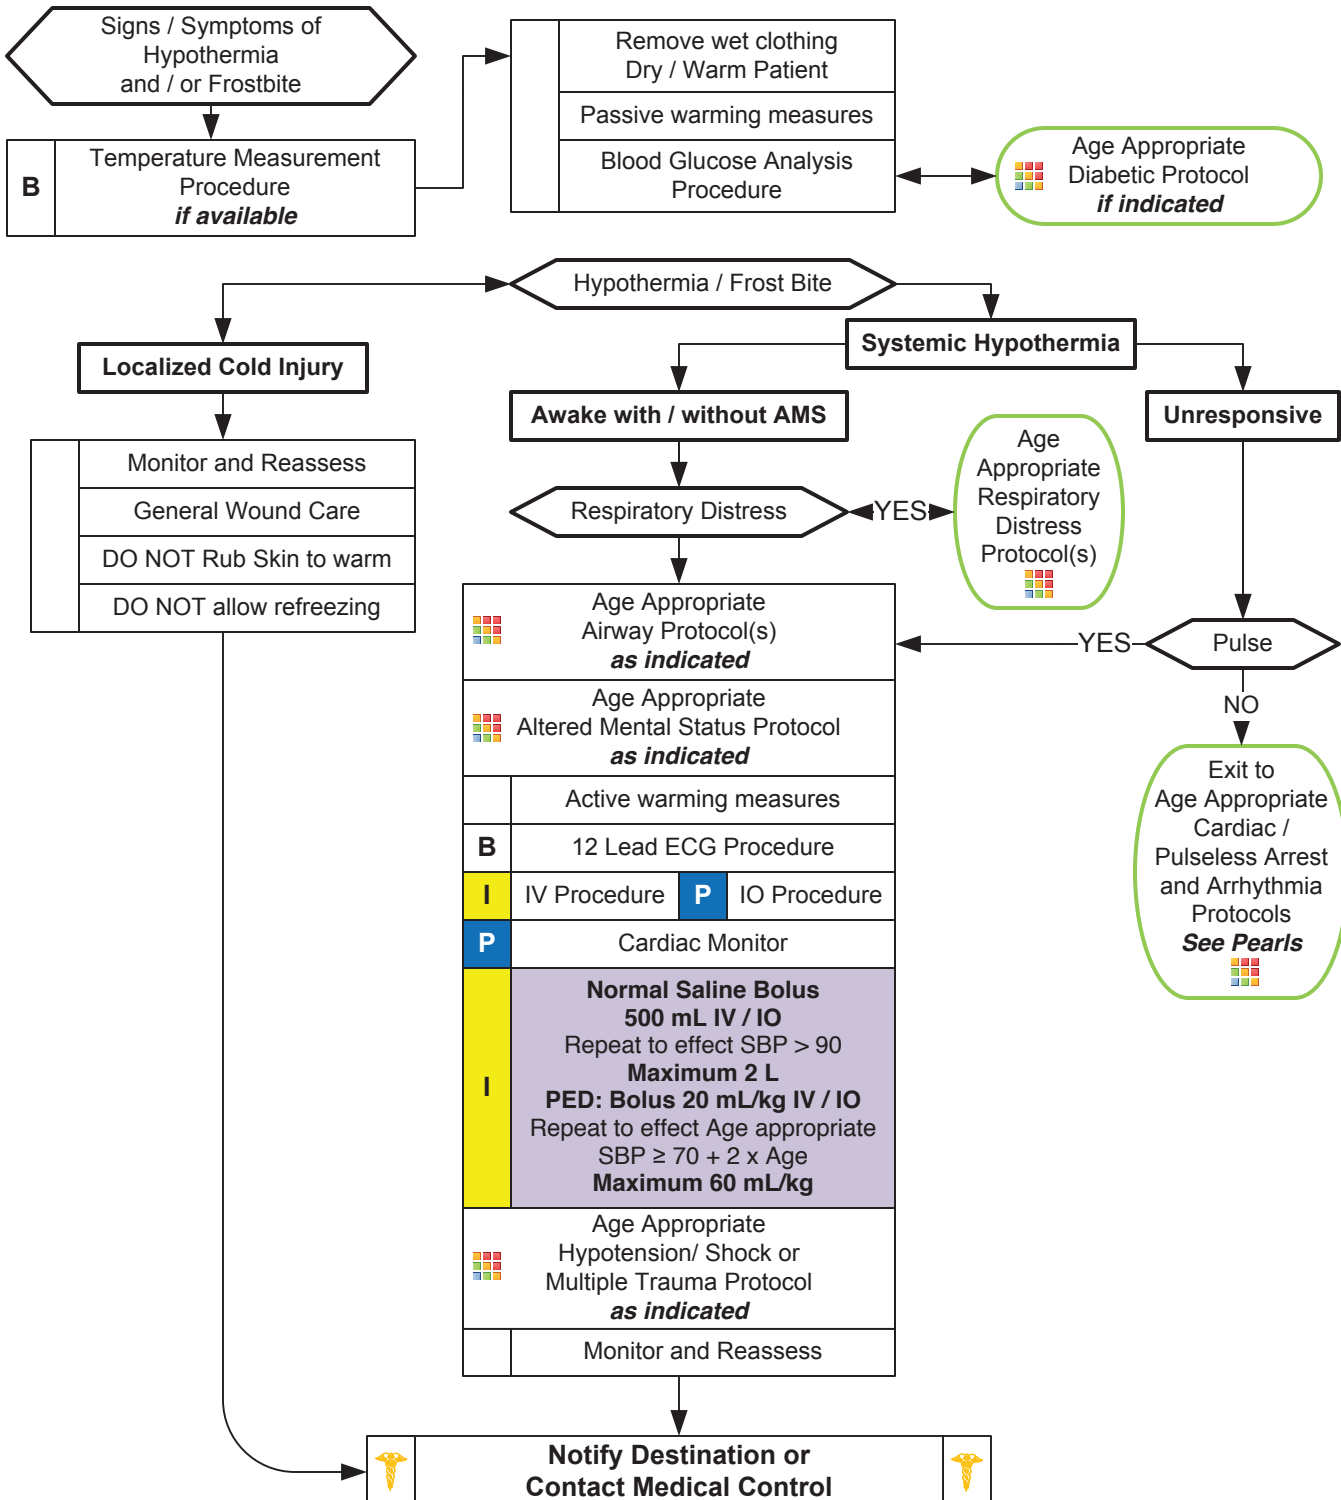 Signs / Symptoms of
Hypothermia
and / or Frostbite
B
Temperature Measurement
Procedure
if available
Remove wet clothing
Dry / Warm Patient
Passive warming measures
Blood Glucose Analysis
Procedure
Age Appropriate
Diabetic Protocol
if indicated
Hypothermia / Frost Bite
Systemic Hypothermia
Localized Cold Injury
Awake with / without AMS
Unresponsive
Monitor and Reassess
General Wound Care
DO NOT Rub Skin to warm
DO NOT allow refreezing
Respiratory Distress
YES
Age
Appropriate
Respiratory
Distress
Protocol(s)
Age Appropriate
Airway Protocol(s)
as indicated
YES
Pulse
NO
Age Appropriate
Altered Mental Status Protocol
as indicated
Exit to
Age Appropriate
Cardiac /
Pulseless Arrest
and Arrhythmia
Protocols
See Pearls
Active warming measures
B
12 Lead ECG Procedure
I
IV Procedure
P
IO Procedure
P
Cardiac Monitor
I
Normal Saline Bolus
500 mL IV / IO
Repeat to effect SBP > 90
Maximum 2 L
PED: Bolus 20 mL/kg IV / IO
Repeat to effect Age appropriate
SBP ≥ 70 + 2 x Age
Maximum 60 mL/kg
Age Appropriate
Hypotension/ Shock or
Multiple Trauma Protocol
as indicated
Monitor and Reassess
Notify Destination or
Contact Medical Control